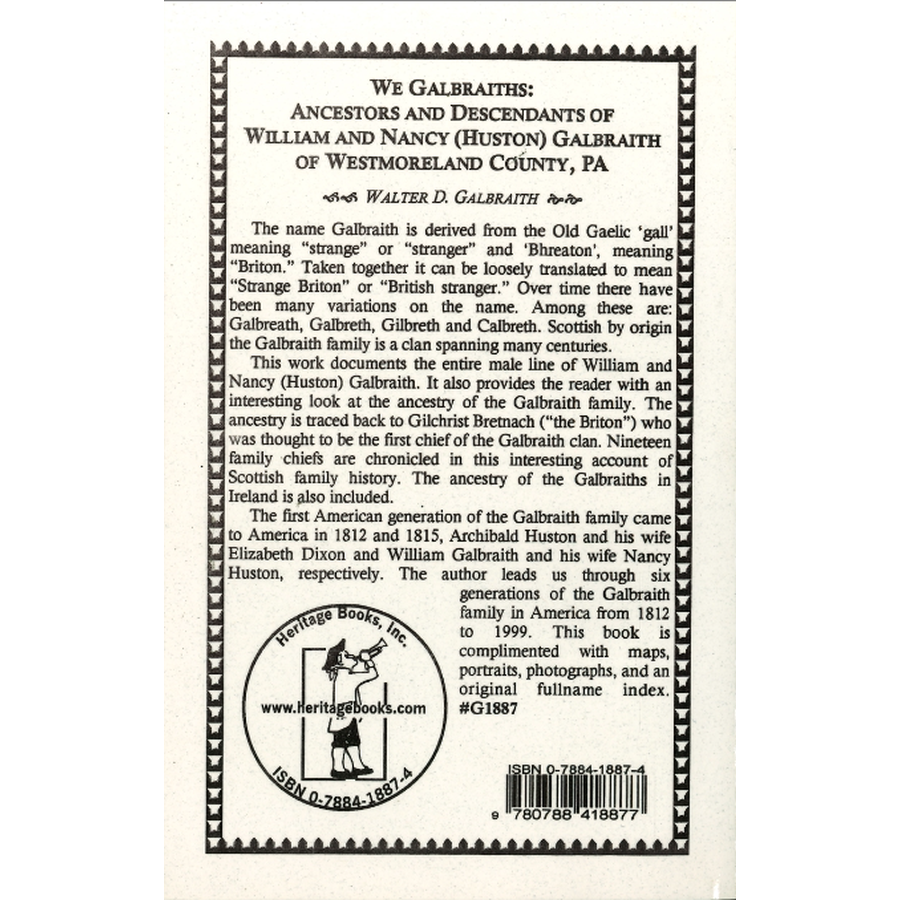 WE GALBRAITHS:
ANCESTORS AND DESCENDANTS OF
WILLIAM AND NANCY (HUSTON) GALBRAITH
OF WESTMORELAND COUNTY, PA
WALTER D. GALBRAITH
The name Galbraith is derived from the Old Gaelic ‘gall’
meaning “strange” or “stranger” and ‘Bhreaton’, meaning
“Briton.” Taken together it can be loosely translated to mean
“Strange Briton” or “British stranger.” Over time there have
been many variations on the name. Among these are:
Galbreath, Galbreth, Gilbreth and Calbreth. Scottish by origin
the Galbraith family is a clan spanning many centuries.
This work documents the entire male line of William and
Nancy (Huston) Galbraith. It also provides the reader with an
interesting look at the ancestry of the Galbraith family. The
ancestry is traced back to Gilchrist Bretnach (“the Briton”) who
was thought to be the first chief of the Galbraith clan. Nineteen
family chiefs are chronicled in this interesting account of
Scottish family history. The ancestry of the Galbraiths in
Ireland is also included.
The first American generation of the Galbraith family came
to America in 1812 and 1815, Archibald Huston and his wife
Elizabeth Dixon and William Galbraith and his wife Nancy
Huston, respectively. The author leads us through six
generations of the Galbraith
family in America from 1812
to 1999. This book is
complimented with maps,
portraits, photographs, and an
original fullname index.
#G1887
Heritage Books, Inc.
www.HeritageBooks.com
ISBN 0-7884-1887-4
ISBN 0-7884-1887-4
9 780788 418877